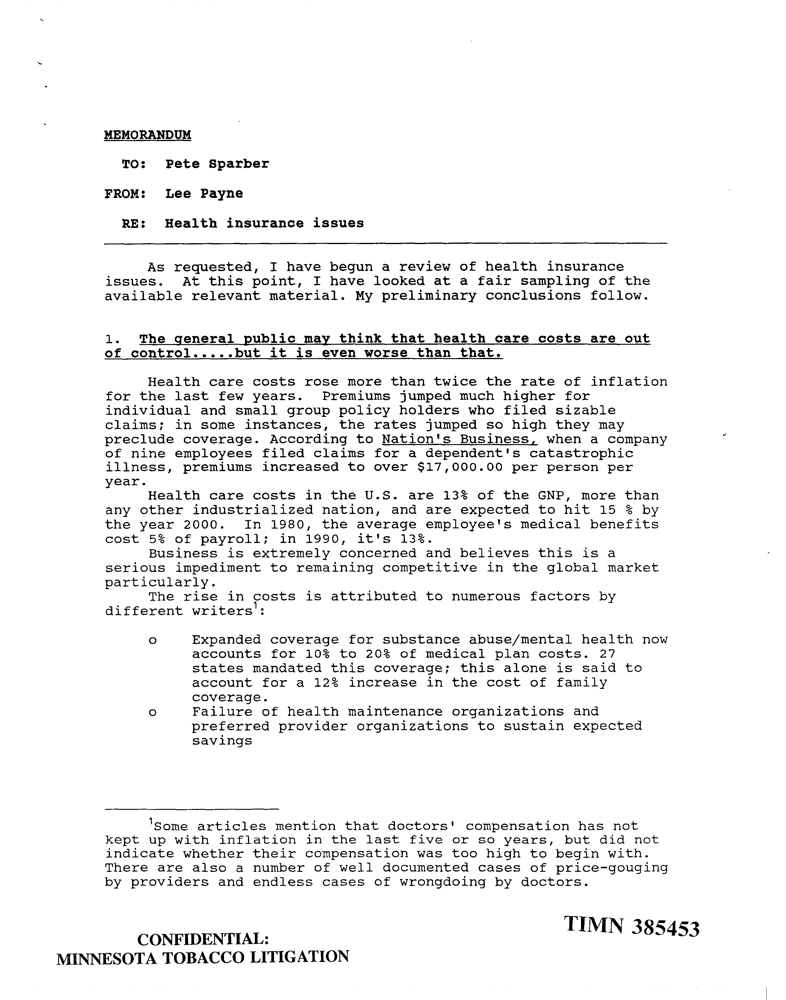 MEMORANDUM
TO: Pete Sparber
FROM: Lee Payne
RE: Health insurance issues
As requested, I have begun a review of health insurance
issues. At this point, I have looked at a fair sampling of the
available relevant material. My preliminary conclusions follow.
1. The general public may think that health care costs are out
of control.....but it is even worse than that.
Health care costs rose more than twice the rate of inflation
for the last few years. Premiums jumped much higher for
individual and small group policy holders who filed sizable
claims; in some instances, the rates jumped so high they may
preclude coverage. According to Nation's Business, when a company
of nine employees filed claims for a dependent's catastrophic
illness, premiums increased to over $17,000.00 per person per
year.
Health care costs in the U.S. are 13% of the GNP, more than
any other industrialized nation, and are expected to hit 15 % by
the year 2000. In 1980, the average employee's medical benefits
cost 5% of payroll; in 1990, it's 13%.
Business is extremely concerned and believes this is a
serious impediment to remaining competitive in the global market
particularly.
The rise in costs is attributed to numerous factors by
different writers¹:
o Expanded coverage for substance abuse/mental health now
accounts for 10% to 20% of medical plan costs. 27
states mandated this coverage; this alone is said to
account for a 12% increase in the cost of family
coverage.
o Failure of health maintenance organizations and
preferred provider organizations to sustain expected
savings
¹Some articles mention that doctors' compensation has not
kept up with inflation in the last five or so years, but did not
indicate whether their compensation was too high to begin with.
There are also a number of well documented cases of price-gouging
by providers and endless cases of wrongdoing by doctors.
TIMN 385453
CONFIDENTIAL:
MINNESOTA TOBACCO LITIGATION